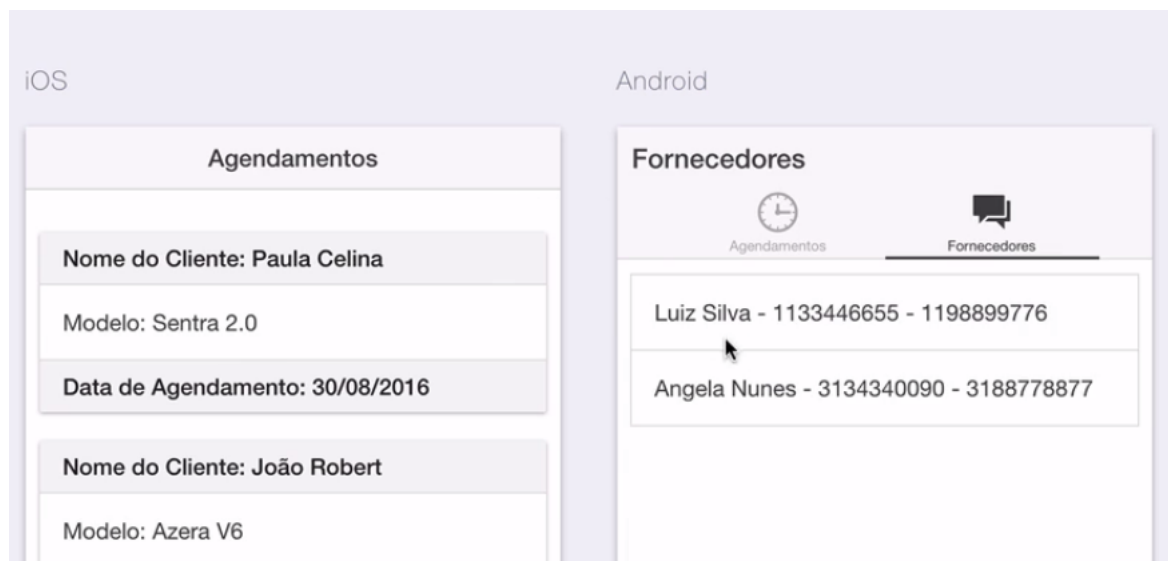 iOS
Agendamentos
Nome do Cliente: Paula Celina
Modelo: Sentra 2.0
Data de Agendamento: 30/08/2016
Nome do Cliente: João Robert
Modelo: Azera V6
Android
Fornecedores
Agendamentos
Fornecedores
Luiz Silva - 1133446655 - 1198899776
Angela Nunes - 3134340090 - 3188778877